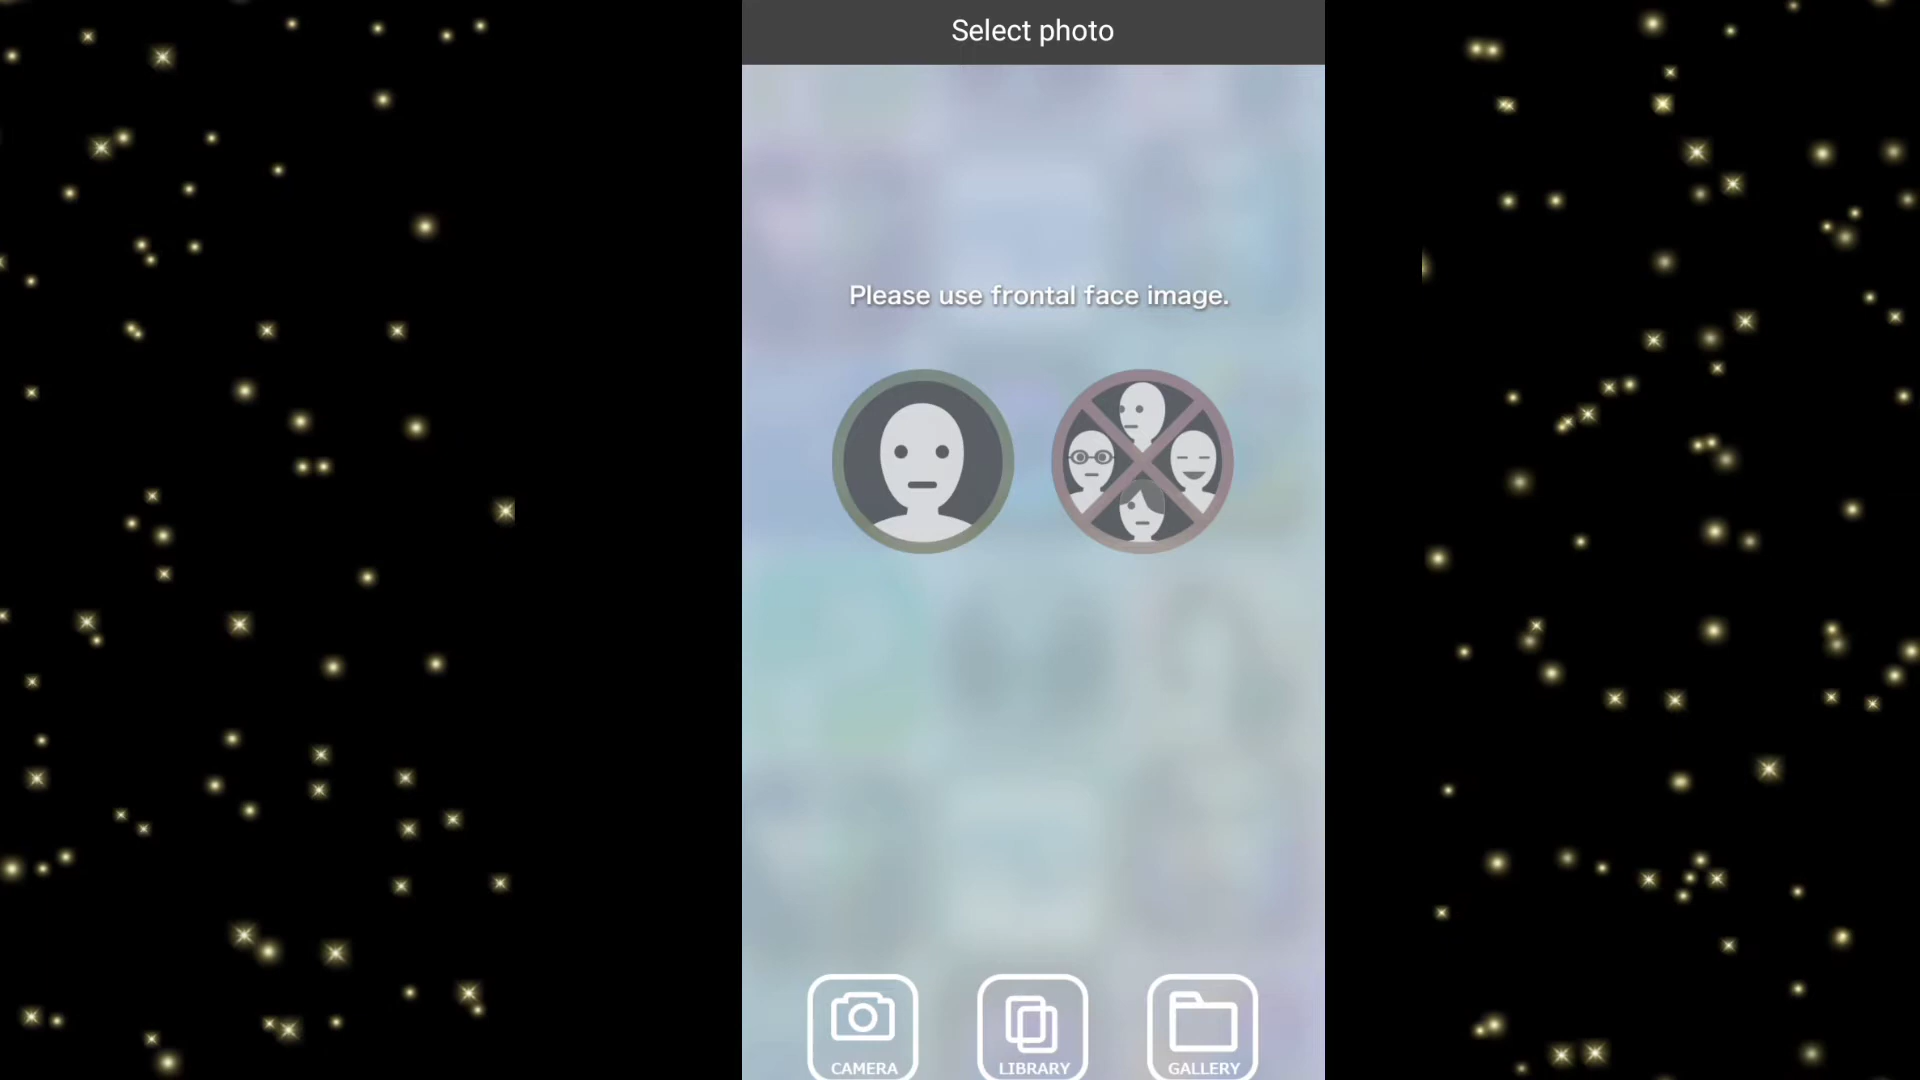 Select photo
Please use frontal face image.
CAMERA
LIBRARY
GALLERY